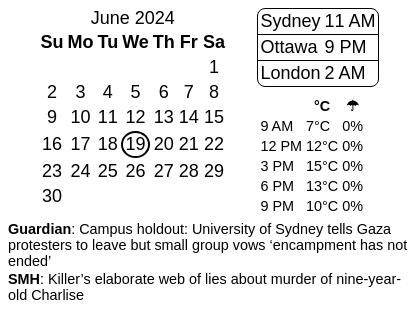 June 2024
Su Mo Tu We Th Fr Sa
1
2 3 4 5 6 7 8
9 10 11 12 13 14 15
16 17 18 19 20 21 22
23 24 25 26 27 28 29
30
Sydney 11 AM
Ottawa 9 PM
London 2 AM
°C ☂
9 AM 7°C 0%
12 PM 12°C 0%
3 PM 15°C 0%
6 PM 13°C 0%
9 PM 10°C 0%
Guardian: Campus holdout: University of Sydney tells Gaza
protesters to leave but small group vows ‘encampment has not
ended’
SMH: Killer’s elaborate web of lies about murder of nine-year-
old Charlise